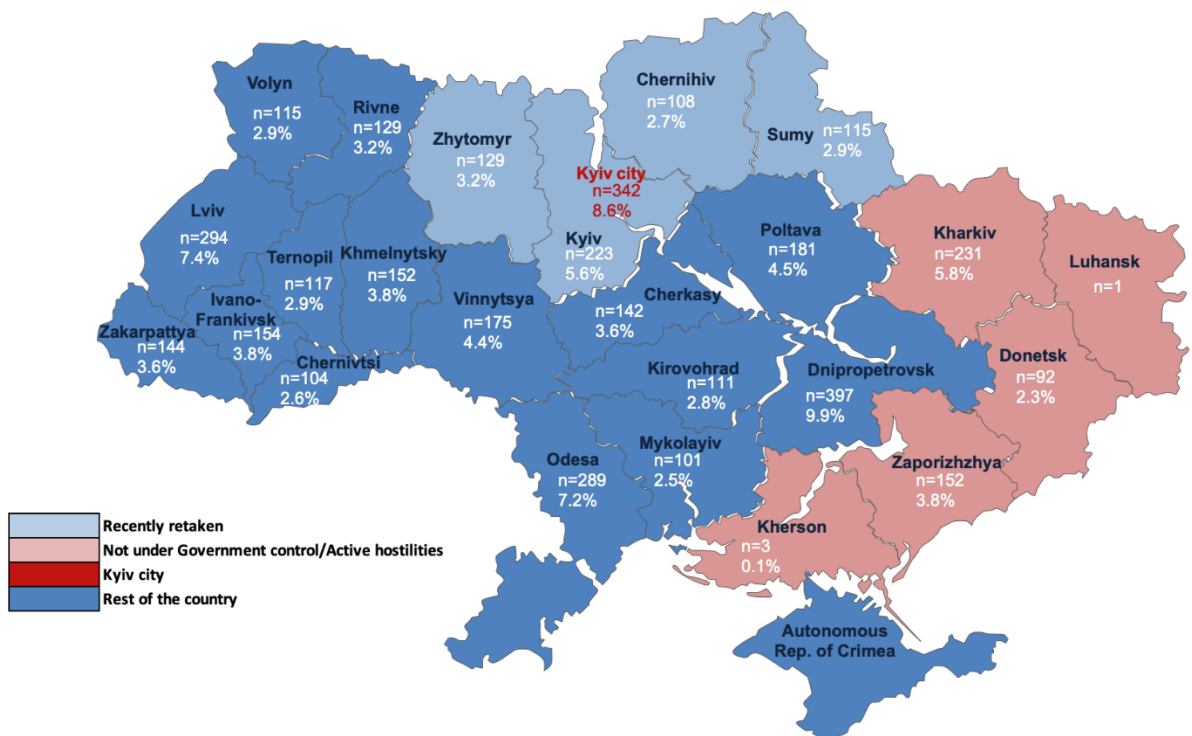 Volyn
n=115
2.9%
Rivne
n=129
3.2%
Zhytomyr
n=129
3.2%
Chernihiv
n=108
2.7%
Sumy
n=115
2.9%
Kyiv city
n=342
8.6%
Kyiv
n=223
5.6%
Lviv
n=294
7.4%
Ternopil
n=117
2.9%
Khmelnytsky
n=152
3.8%
Vinnytsya
n=175
4.4%
Cherkasy
n=142
3.6%
Poltava
n=181
4.5%
Kharkiv
n=231
5.8%
Luhansk
n=1
Zakarpattya
n=144
3.6%
Ivano-
Frankivsk
n=154
3.8%
Chernivtsi
n=104
2.6%
Kirovohrad
n=111
2.8%
Dnipropetrovsk
n=397
9.9%
Donetsk
n=92
2.3%
Odesa
n=289
7.2%
Mykolayiv
n=101
2.5%
Zaporizhzhya
n=152
3.8%
Kherson
n=3
0.1%
Autonomous
Rep. of Crimea
Recently retaken
Not under Government control/Active hostilities
Kyiv city
Rest of the country